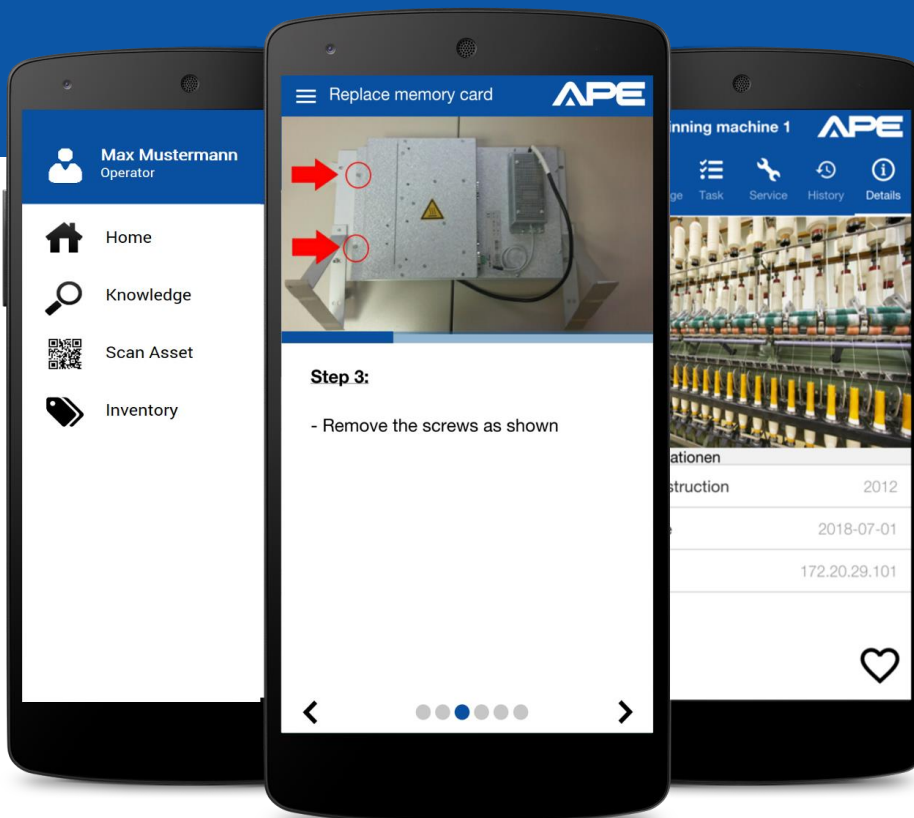 Max Mustermann
Operator
Home
Knowledge
Scan Asset
Inventory
Replace memory card
APE
Step 3:
- Remove the screws as shown
inning machine 1
APE
ge
Task
Service
History
Details
ationen
struction
2012
2018-07-01
172.20.29.101